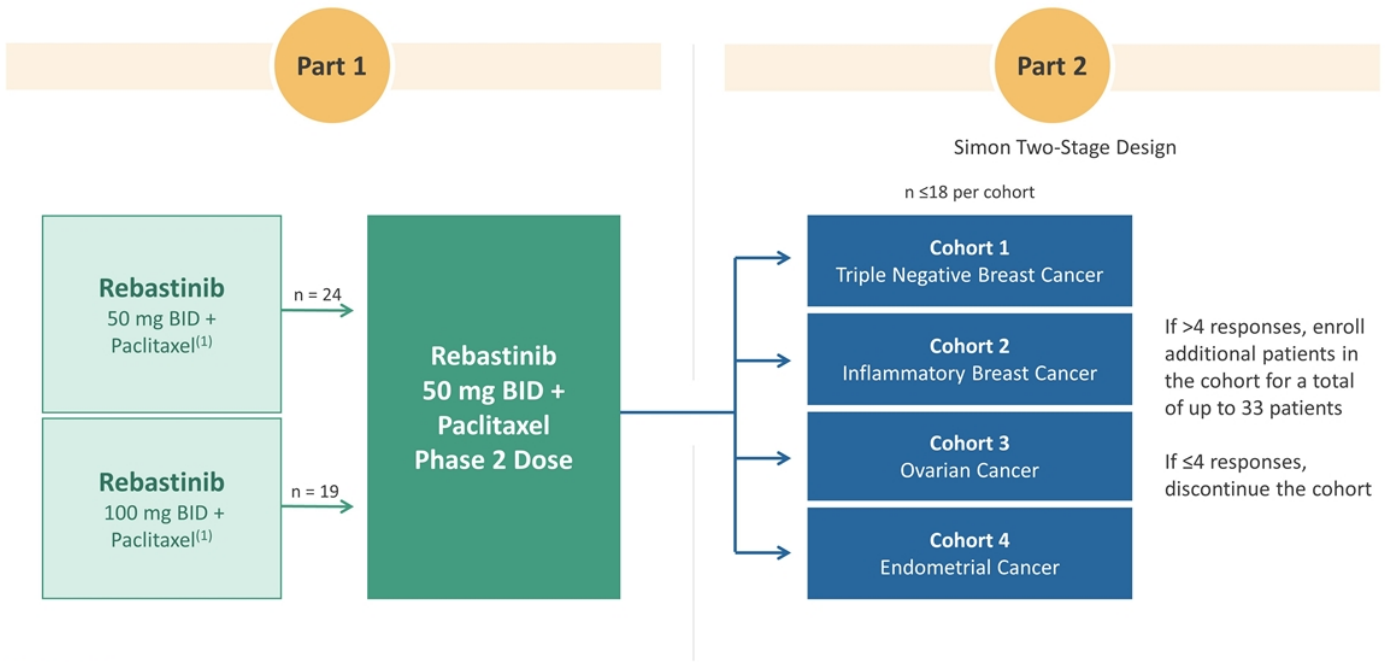 Part 1
Rebastinib
50 mg BID +
Paclitaxel(1)
n = 24
Rebastinib
100 mg BID +
Paclitaxel(1)
n = 19
Rebastinib
50 mg BID +
Paclitaxel
Phase 2 Dose
Part 2
Simon Two-Stage Design
n ≤18 per cohort
Cohort 1
Triple Negative Breast Cancer
Cohort 2
Inflammatory Breast Cancer
Cohort 3
Ovarian Cancer
Cohort 4
Endometrial Cancer
If >4 responses, enroll
additional patients in
the cohort for a total
of up to 33 patients
If ≤4 responses,
discontinue the cohort